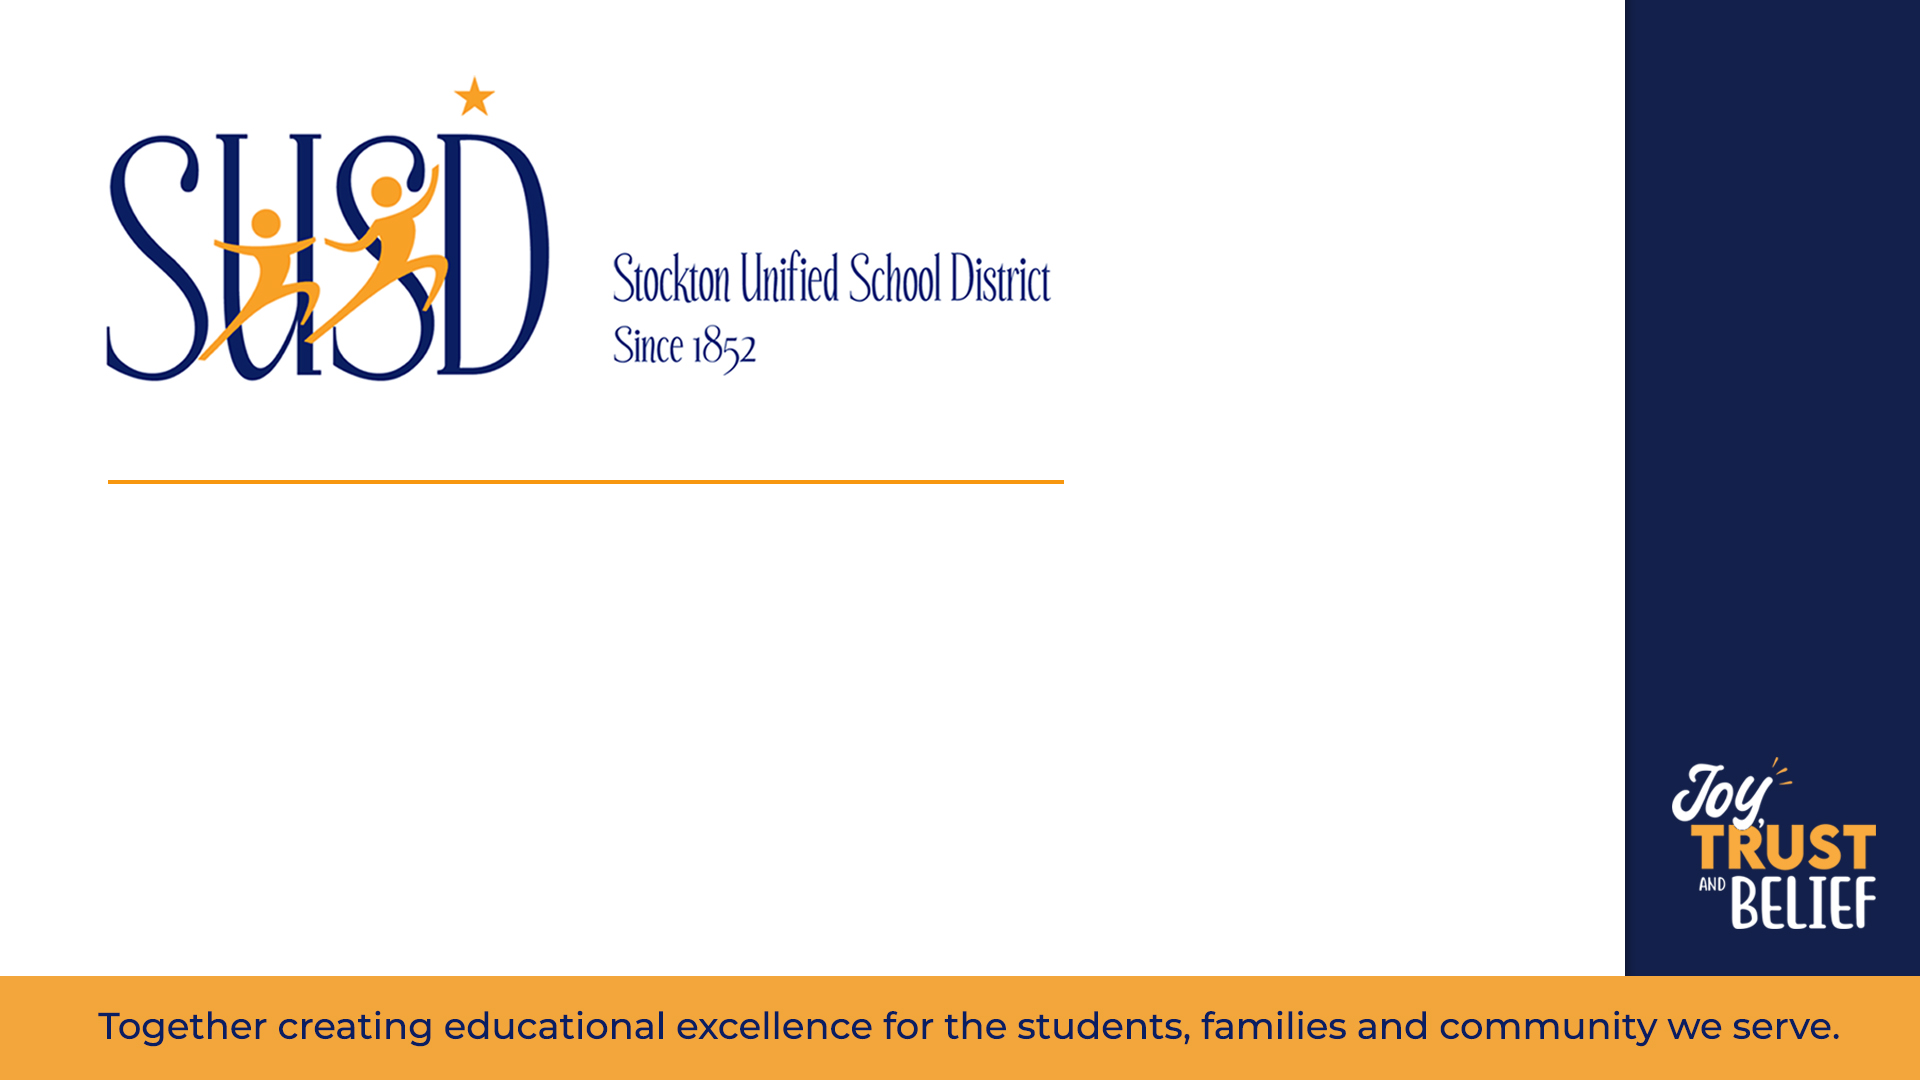 SUSD
Stockton Unified School District
Since 1852
Joy,
TRUST
AND BELIEF
Together creating educational excellence for the students, families and community we serve.